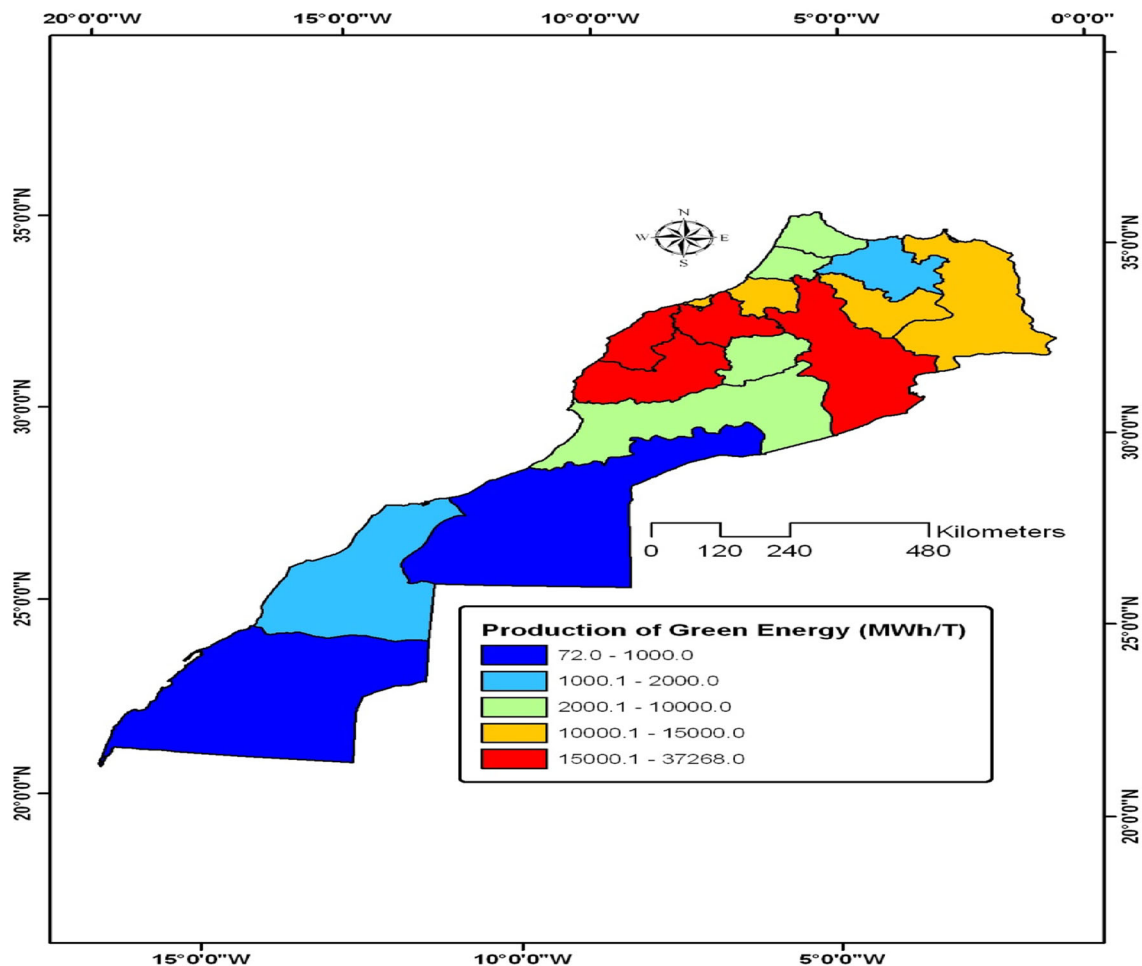 20°0'0"W 15°0'0"W 10°0'0"W 5°0'0"W 0°0'0"
35°0'0"N
35°0'0"N
N
W E
S
30°0'0"N
30°0'0"N
Kilometers
0 120 240 480
25°0'0"N
25°0'0"N
Production of Green Energy (MWh/T)
72.0 - 1000.0
1000.1 - 2000.0
2000.1 - 10000.0
10000.1 - 15000.0
15000.1 - 37268.0
20°0'0"N
20°0'0"N
15°0'0"W 10°0'0"W 5°0'0"W